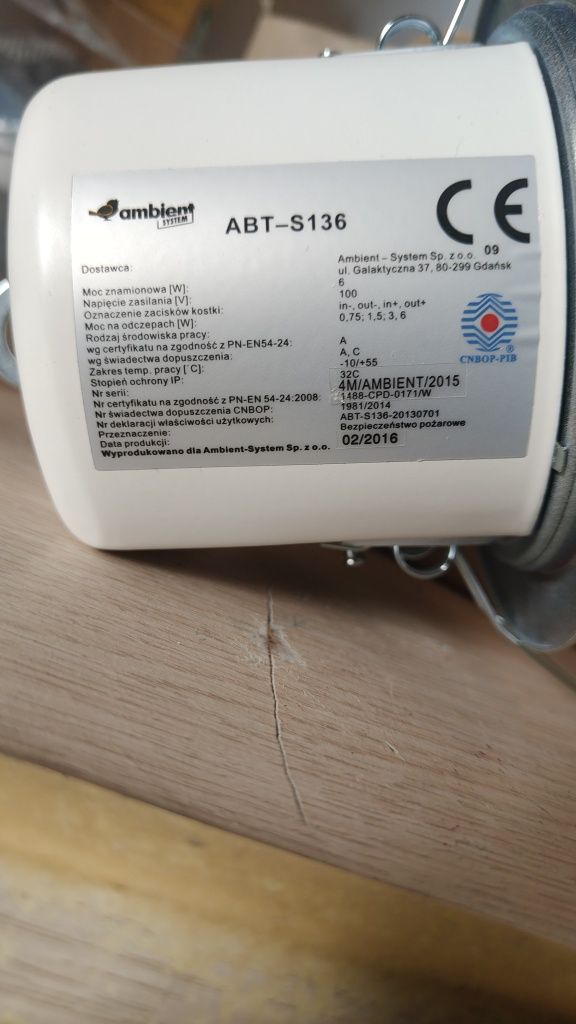 ambient
SYSTEM
ABT–S136
CE
09
Dostawca: Ambient – System Sp. z o.o.
ul. Galaktyczna 37, 80-299 Gdańsk
Moc znamionowa [W]: 6
Napięcie zasilania [V]: 100
Oznaczenie zacisków kostki: in-, out-, in+, out+
Moc na odczepach [W]: 0,75; 1,5; 3, 6
Rodzaj środowiska pracy:
wg certyfikatu na zgodność z PN-EN54-24: A
wg świadectwa dopuszczenia: A, C
Zakres temp. pracy [°C]: -10/+55
Stopień ochrony IP: 32C
Nr serii: 4M/AMBIENT/2015
Nr certyfikatu na zgodność z PN-EN 54-24:2008: 1488-CPD-0171/W
Nr świadectwa dopuszczenia CNBOP: 1981/2014
Nr deklaracji właściwości użytkowych: ABT-S136-20130701
Przeznaczenie: Bezpieczeństwo pożarowe
Data produkcji: 02/2016
Wyprodukowano dla Ambient-System Sp. z o.o.
®
CNBOP-PIB